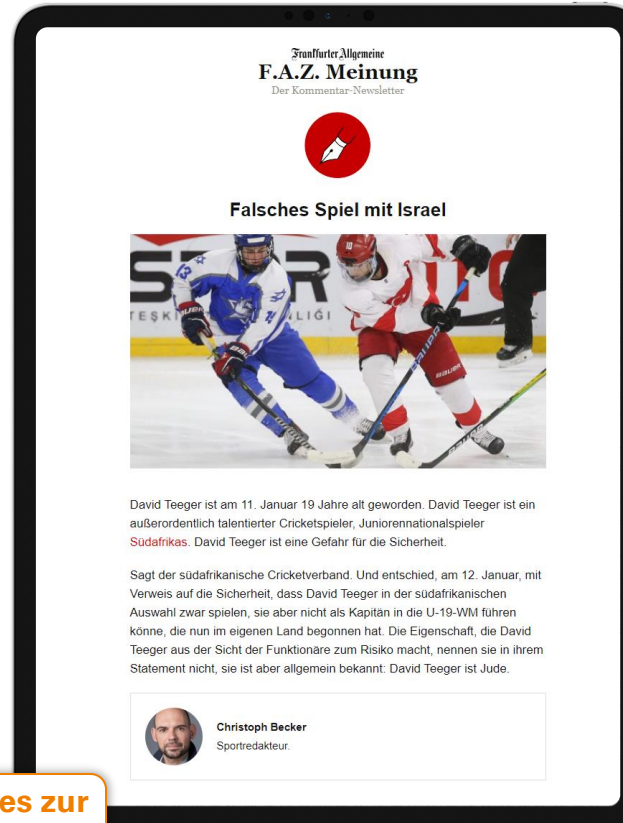 Frankfurter Allgemeine
F.A.Z. Meinung
Der Kommentar-Newsletter
Falsches Spiel mit Israel
13
10
BAUER
BAUER
David Teeger ist am 11. Januar 19 Jahre alt geworden. David Teeger ist ein
außerordentlich talentierter Cricketspieler, Juniorennationalspieler
Südafrikas. David Teeger ist eine Gefahr für die Sicherheit.
Sagt der südafrikanische Cricketverband. Und entschied, am 12. Januar, mit
Verweis auf die Sicherheit, dass David Teeger in der südafrikanischen
Auswahl zwar spielen, sie aber nicht als Kapitän in die U-19-WM führen
könne, die nun im eigenen Land begonnen hat. Die Eigenschaft, die David
Teeger aus der Sicht der Funktionäre zum Risiko macht, nennen sie in ihrem
Statement nicht, sie ist aber allgemein bekannt: David Teeger ist Jude.
Christoph Becker
Sportredakteur.
es zur